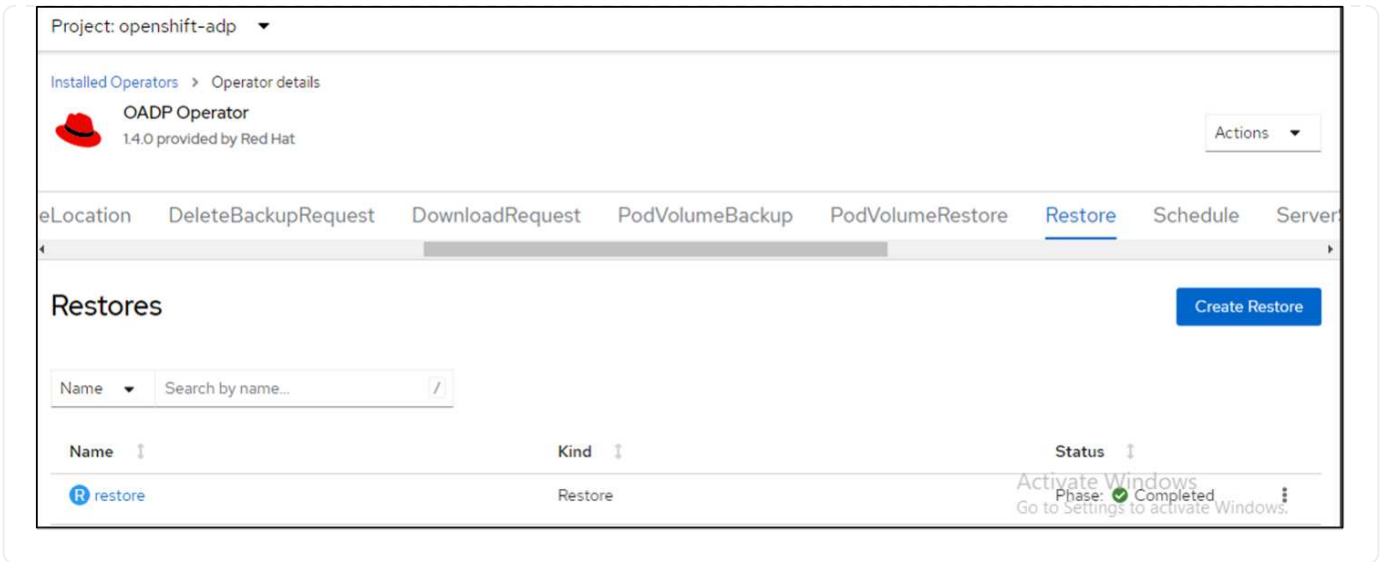 Project: openshift-adp
Installed Operators > Operator details
OADP Operator
1.4.0 provided by Red Hat
Actions
eLocation DeleteBackupRequest DownloadRequest PodVolumeBackup PodVolumeRestore Restore Schedule Server
Restores
Create Restore
Name Search by name... /
Name Kind Status
R restore Restore Phase: Completed
Activate Windows
Go to Settings to activate Windows.